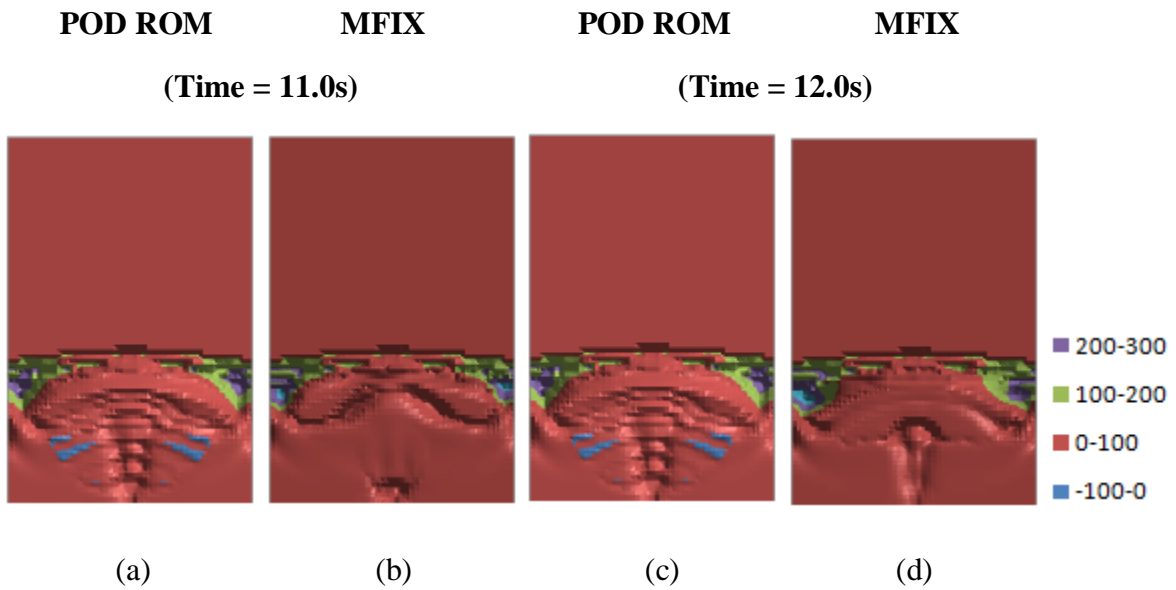 POD ROM MFIX POD ROM MFIX
(Time = 11.0s) (Time = 12.0s)
200-300
100-200
0-100
-100-0
(a) (b) (c) (d)